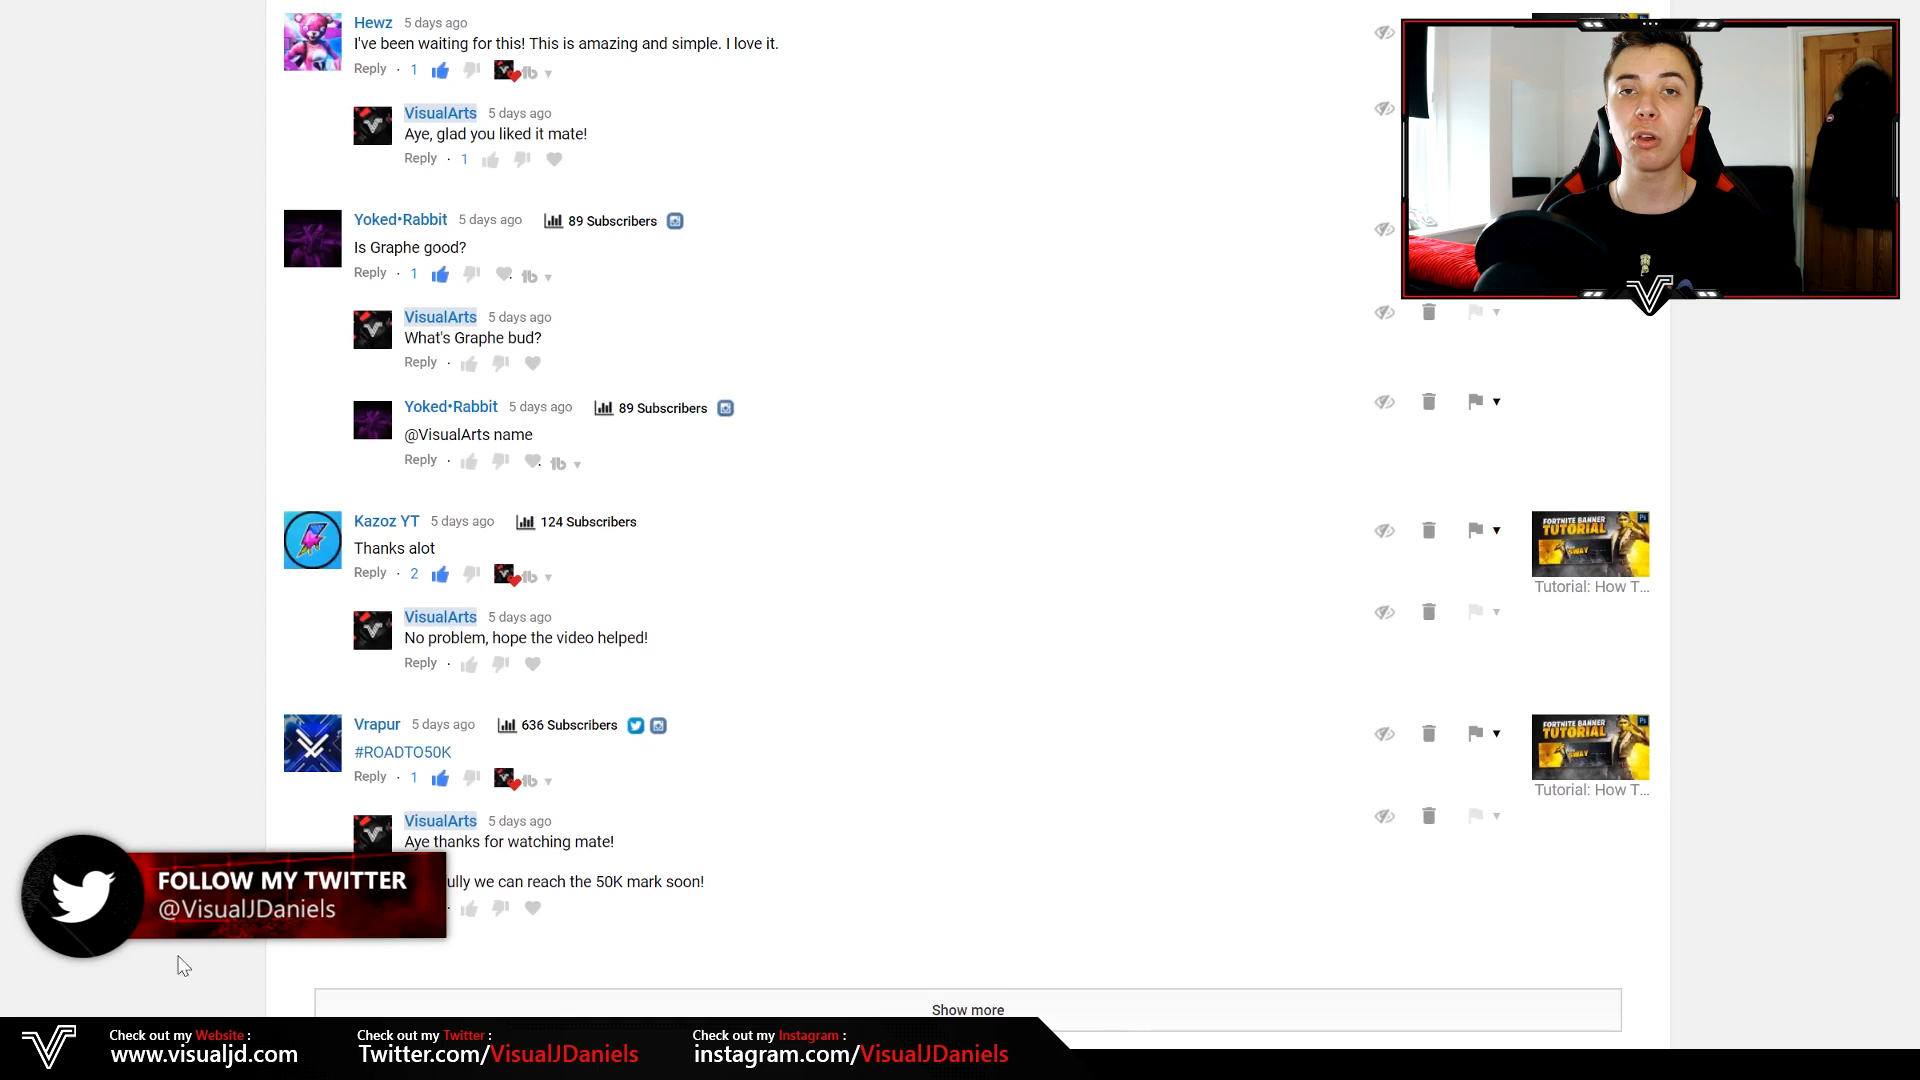 Hewz 5 days ago
I've been waiting for this! This is amazing and simple. I love it.
Reply · 1
VisualArts 5 days ago
Aye, glad you liked it mate!
Reply · 1
Yoked•Rabbit 5 days ago 89 Subscribers
Is Graphe good?
Reply · 1
VisualArts 5 days ago
What's Graphe bud?
Reply ·
Yoked•Rabbit 5 days ago 89 Subscribers
@VisualArts name
Reply ·
Kazoz YT 5 days ago 124 Subscribers
Thanks alot
Reply · 2
FORTNITE BANNER
TUTORIAL
SWAY
Ps
Tutorial: How T...
VisualArts 5 days ago
No problem, hope the video helped!
Reply ·
Vrapur 5 days ago 636 Subscribers
#ROADTO50K
Reply · 1
FORTNITE BANNER
TUTORIAL
SWAY
Ps
Tutorial: How T...
VisualArts 5 days ago
Aye thanks for watching mate!
ully we can reach the 50K mark soon!
FOLLOW MY TWITTER
@VisualJDaniels
Show more
Check out my Website :
www.visualjd.com
Check out my Twitter :
Twitter.com/VisualJDaniels
Check out my Instagram :
instagram.com/VisualJDaniels